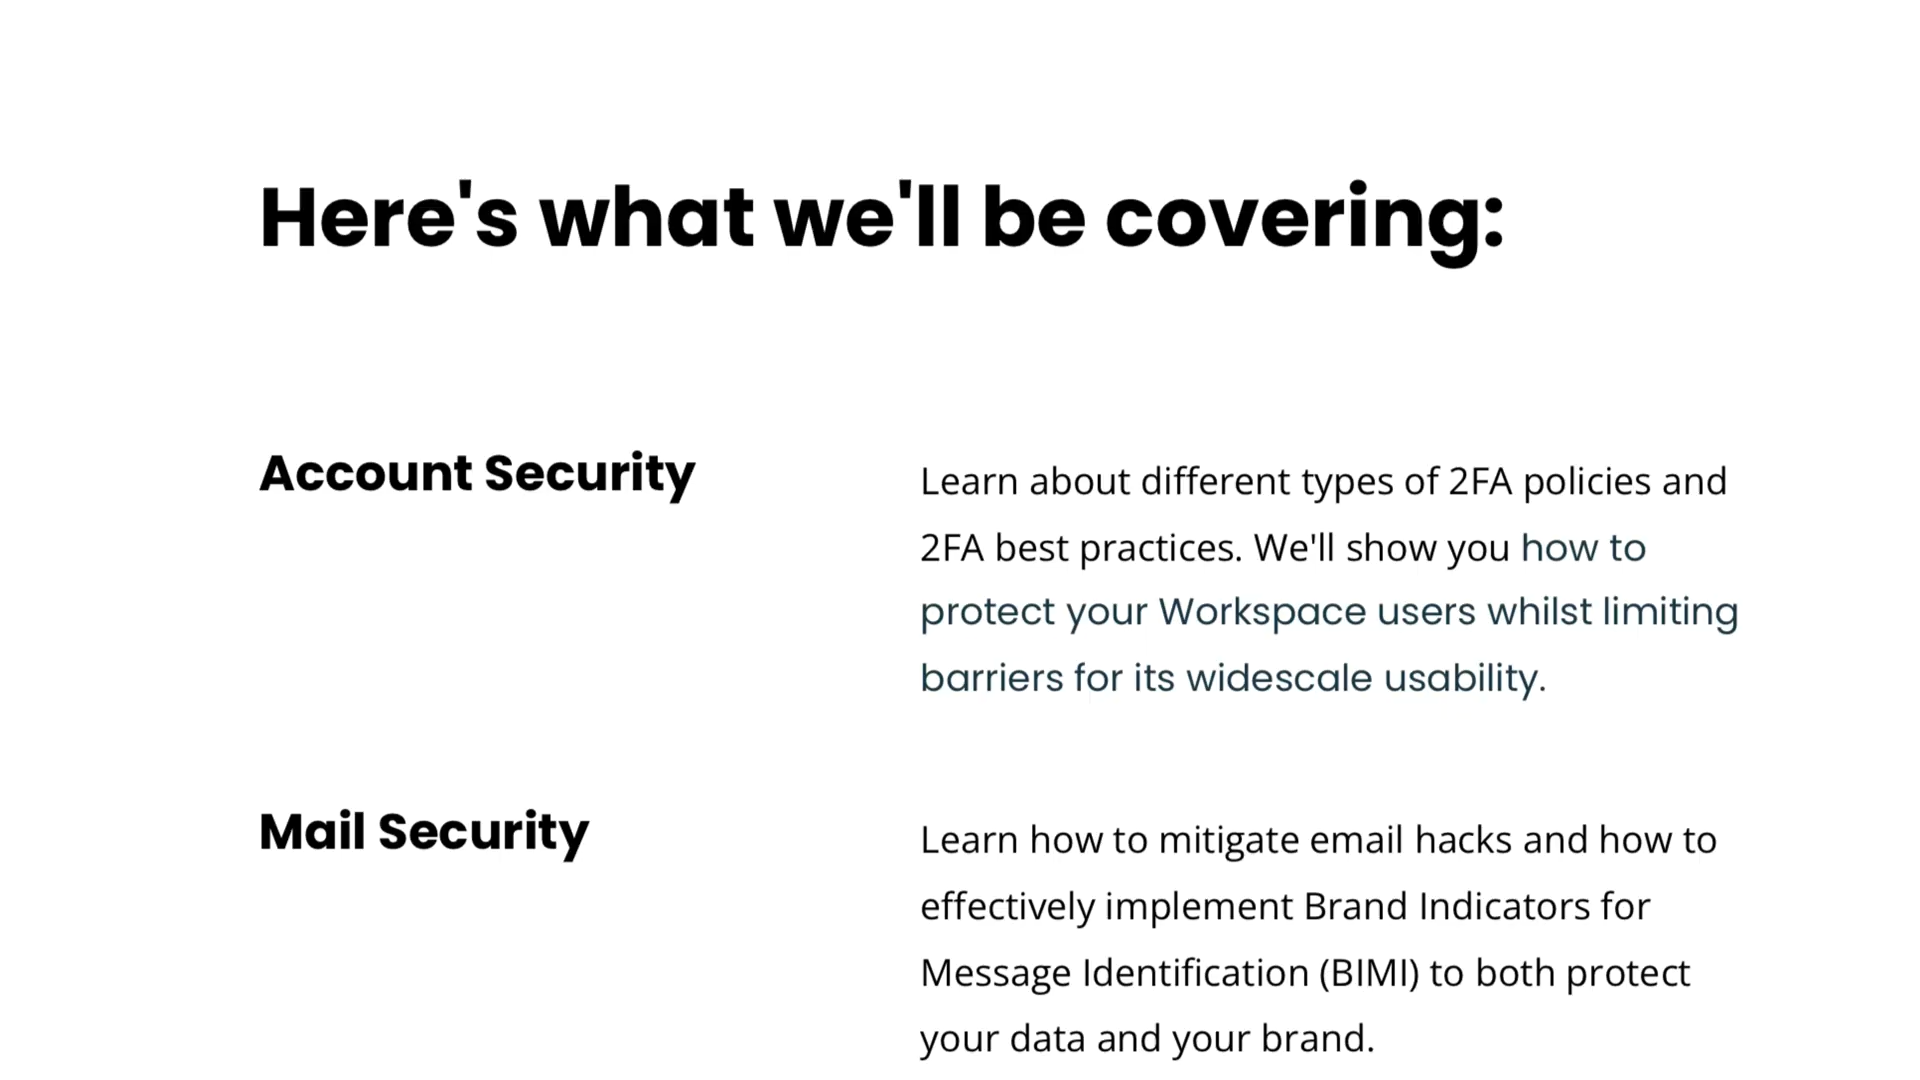 Here's what we'll be covering:
Account Security
Learn about different types of 2FA policies and
2FA best practices. We'll show you how to
protect your Workspace users whilst limiting
barriers for its widescale usability.
Mail Security
Learn how to mitigate email hacks and how to
effectively implement Brand Indicators for
Message Identification (BIMI) to both protect
your data and your brand.